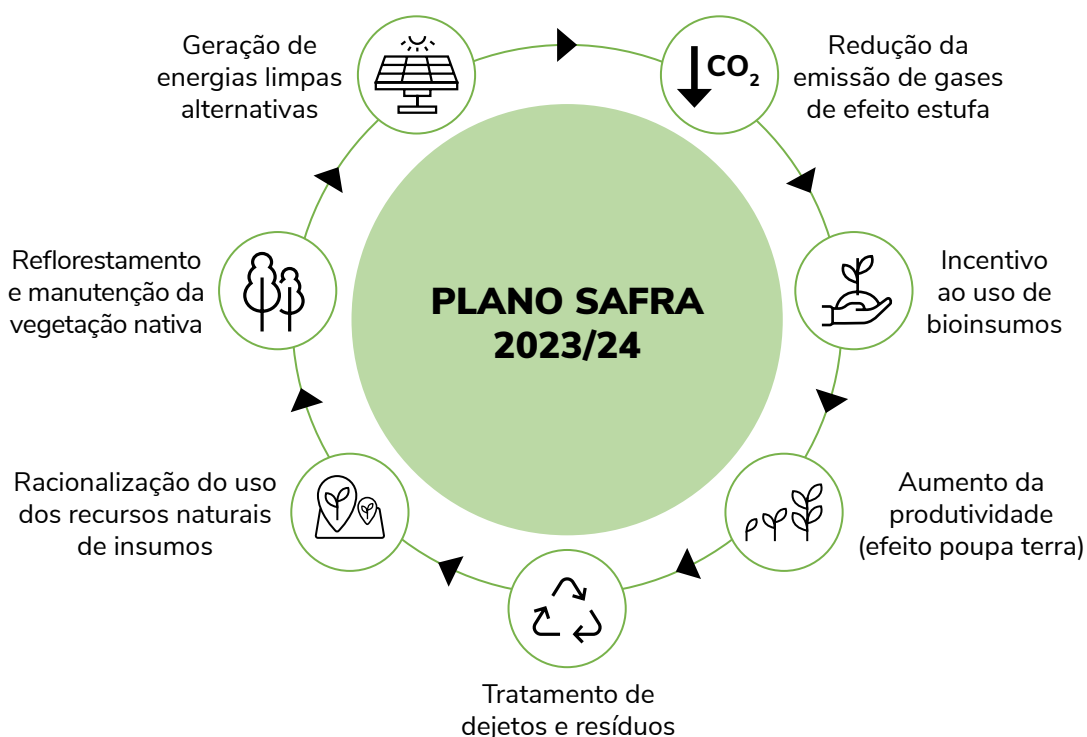 Geração de
energias limpas
alternativas
CO₂
Redução da
emissão de gases
de efeito estufa
Reflorestamento
e manutenção da
vegetação nativa
PLANO SAFRA
2023/24
Incentivo
ao uso de
bioinsumos
Racionalização do uso
dos recursos naturais
de insumos
Aumento da
produtividade
(efeito poupa terra)
Tratamento de
dejetos e resíduos